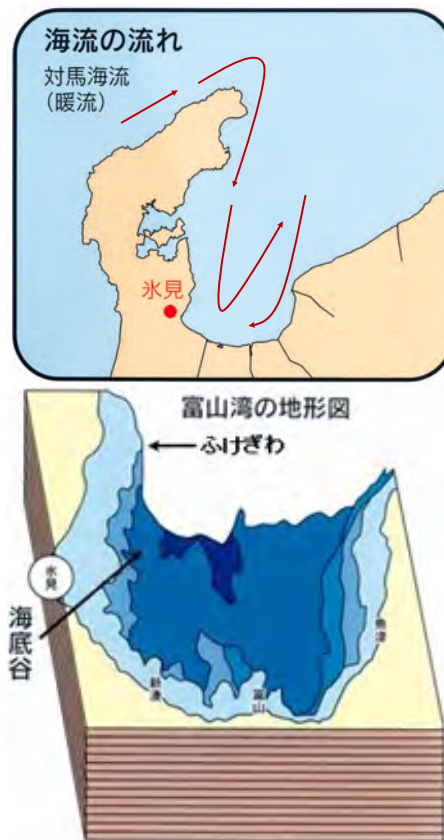 海流の流れ
対馬海流
（暖流）
氷見
富山湾の地形図
ふけぎわ
氷見
海底谷
新湊
富山
魚津